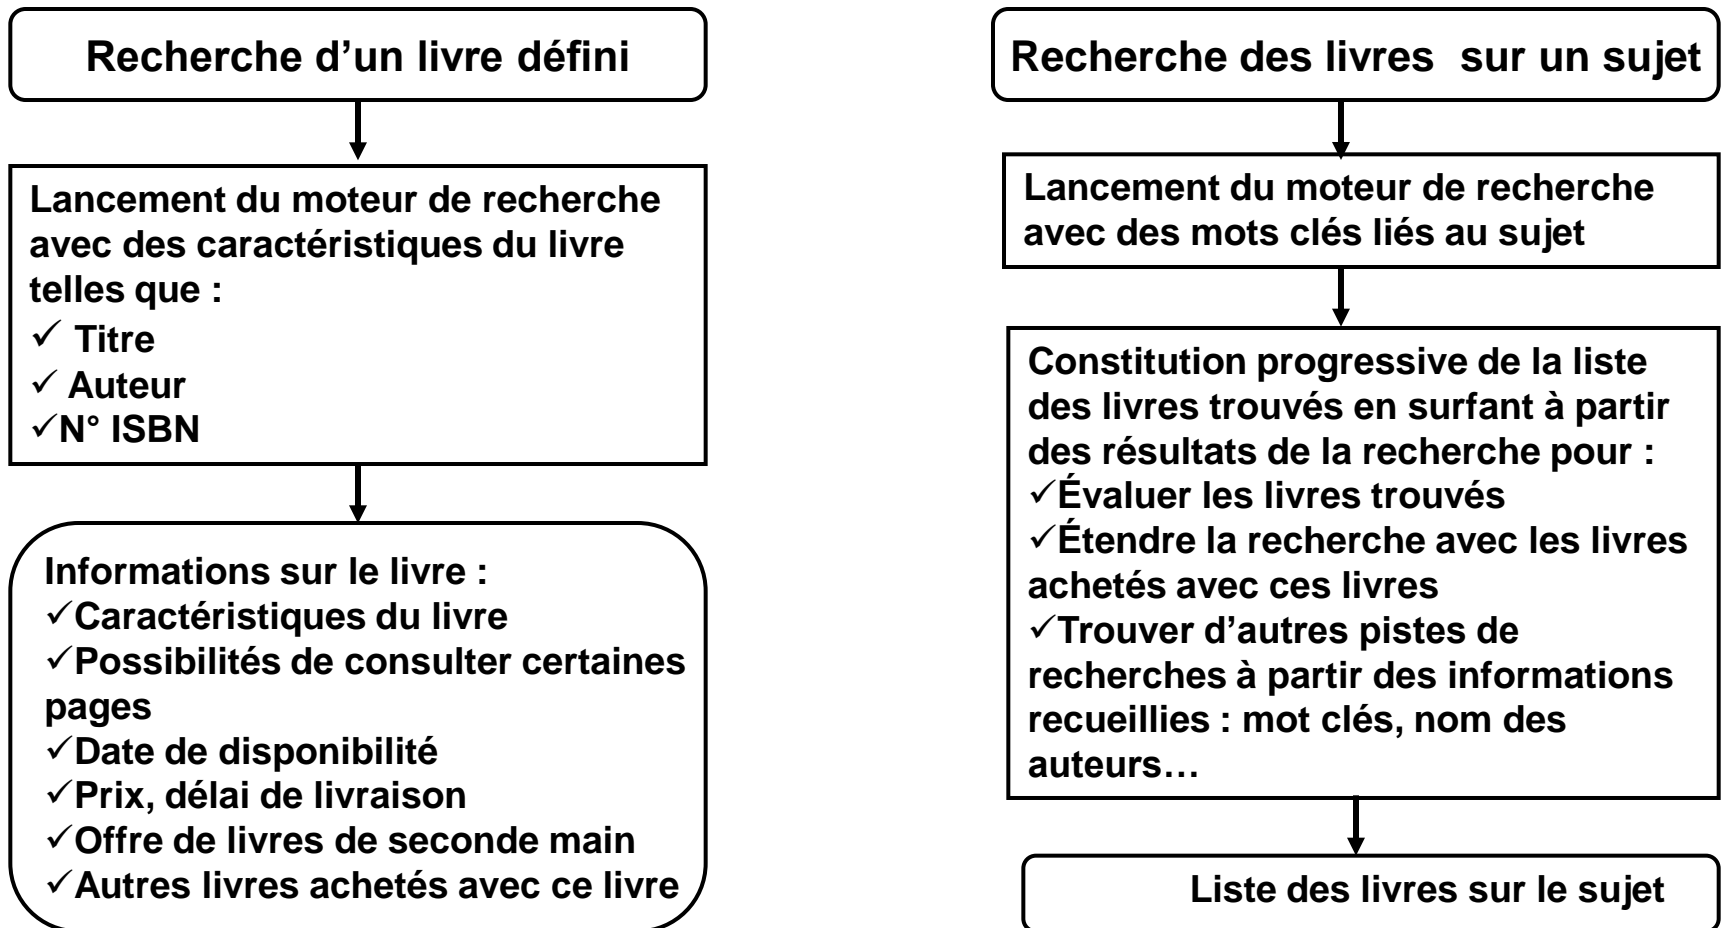 Recherche d’un livre défini
Lancement du moteur de recherche
avec des caractéristiques du livre
telles que :
✓ Titre
✓ Auteur
✓N° ISBN
Informations sur le livre :
✓Caractéristiques du livre
✓Possibilités de consulter certaines
pages
✓Date de disponibilité
✓Prix, délai de livraison
✓Offre de livres de seconde main
✓Autres livres achetés avec ce livre
Recherche des livres sur un sujet
Lancement du moteur de recherche
avec des mots clés liés au sujet
Constitution progressive de la liste
des livres trouvés en surfant à partir
des résultats de la recherche pour :
✓Évaluer les livres trouvés
✓Étendre la recherche avec les livres
achetés avec ces livres
✓Trouver d’autres pistes de
recherches à partir des informations
recueillies : mot clés, nom des
auteurs…
Liste des livres sur le sujet